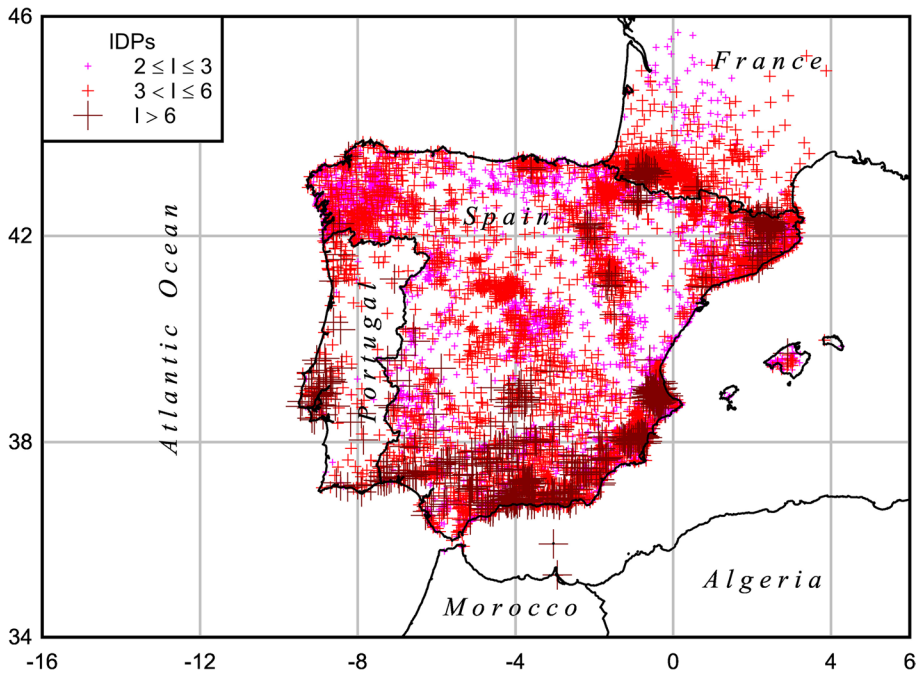 46
IDPs
2 ≤ I ≤ 3
3 < I ≤ 6
I > 6
France
42
Spain
Atlantic Ocean
Portugal
38
Algeria
Morocco
34
-16
-8
-4
0
4
6